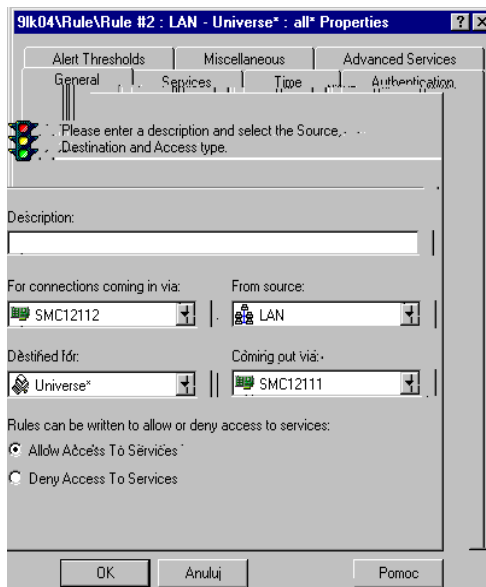 9lk04\Rule\Rule #2 : LAN - Universe* : all* Properties
Alert Thresholds Miscellaneous Advanced Services
General Services Time Authentication
Please enter a description and select the Source,
Destination and Access type.
Description:
For connections coming in via: From source:
SMC12112 LAN
Destified for: Coming out via:
Universe* SMC12111
Rules can be written to allow or deny access to services:
Allow Access To Services
Deny Access To Services
OK Anuluj Pomoc